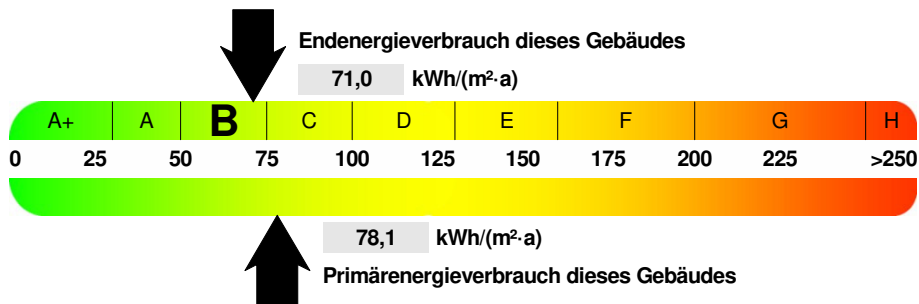 Endenergieverbrauch dieses Gebäudes
71,0 kWh/(m²·a)
A+ A B C D E F G H
0 25 50 75 100 125 150 175 200 225 >250
78,1 kWh/(m²·a)
Primärenergieverbrauch dieses Gebäudes